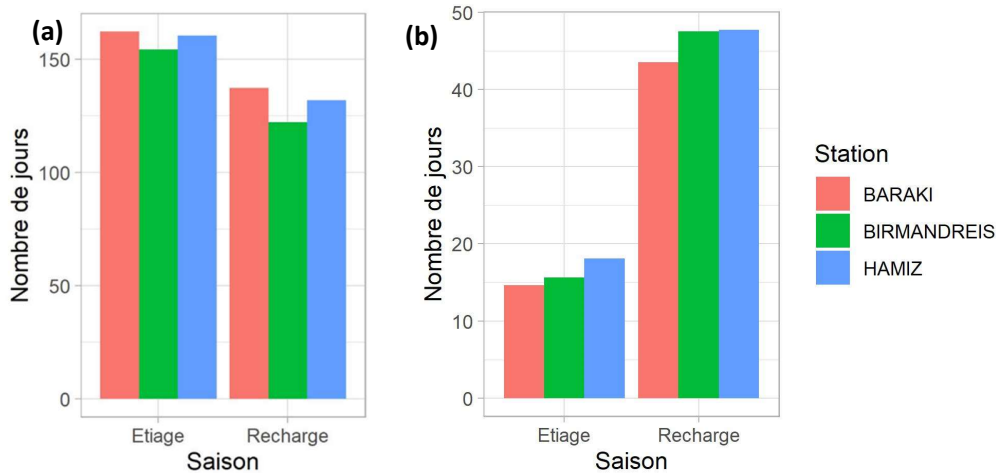 (a)
Nombre de jours
150
100
50
0
Etiage Recharge
Saison
(b)
Nombre de jours
50
40
30
20
10
0
Etiage Recharge
Saison
Station
BARAKI
BIRMANDREIS
HAMIZ